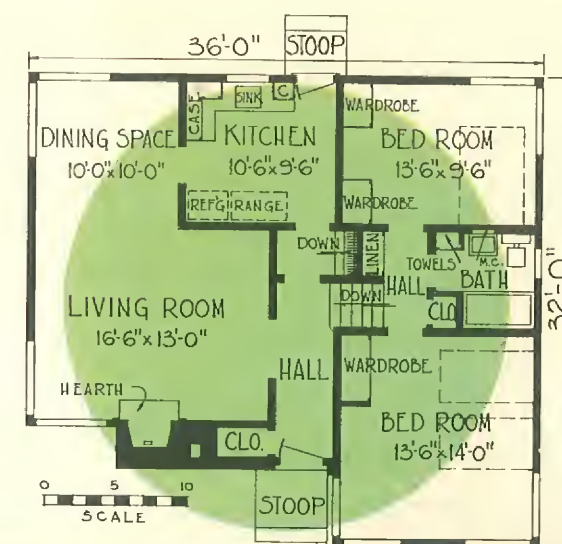 36'-0"
STOOP
CASE
SINK
C
WARDROBE
DINING SPACE
10'-0"x10'-0"
KITCHEN
10'-6"x9'-6"
BED ROOM
13'-6"x9'-6"
REF'G
RANGE
WARDROBE
DOWN
LINEN
TOWELS
M.C.
BATH
HALL
DOWN
CLO
32'-0"
LIVING ROOM
16'-6"x13'-0"
HALL
WARDROBE
HEARTH
BED ROOM
13'-6"x14'-0"
CLO.
STOOP
0 5 10
SCALE